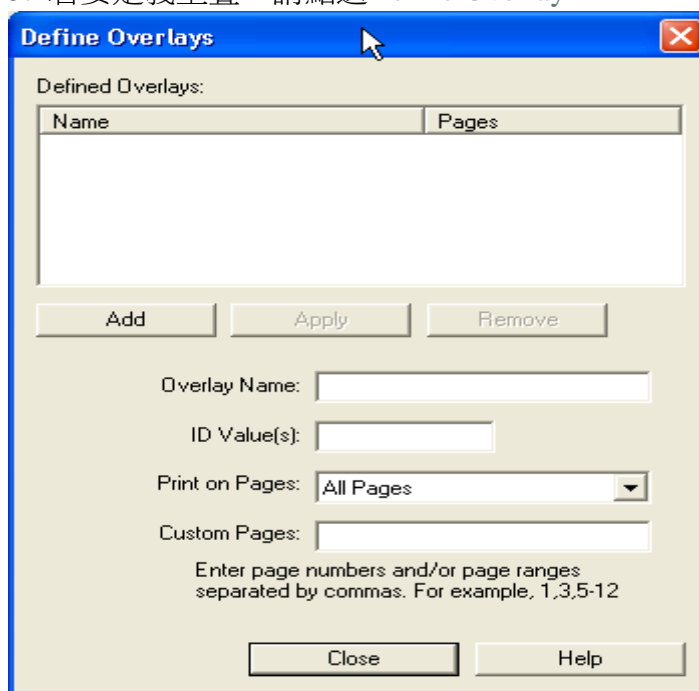 Define Overlays
Defined Overlays:
Name Pages
Add Apply Remove
Overlay Name:
ID Value(s):
Print on Pages: All Pages
Custom Pages:
Enter page numbers and/or page ranges
separated by commas. For example, 1,3,5-12
Close Help